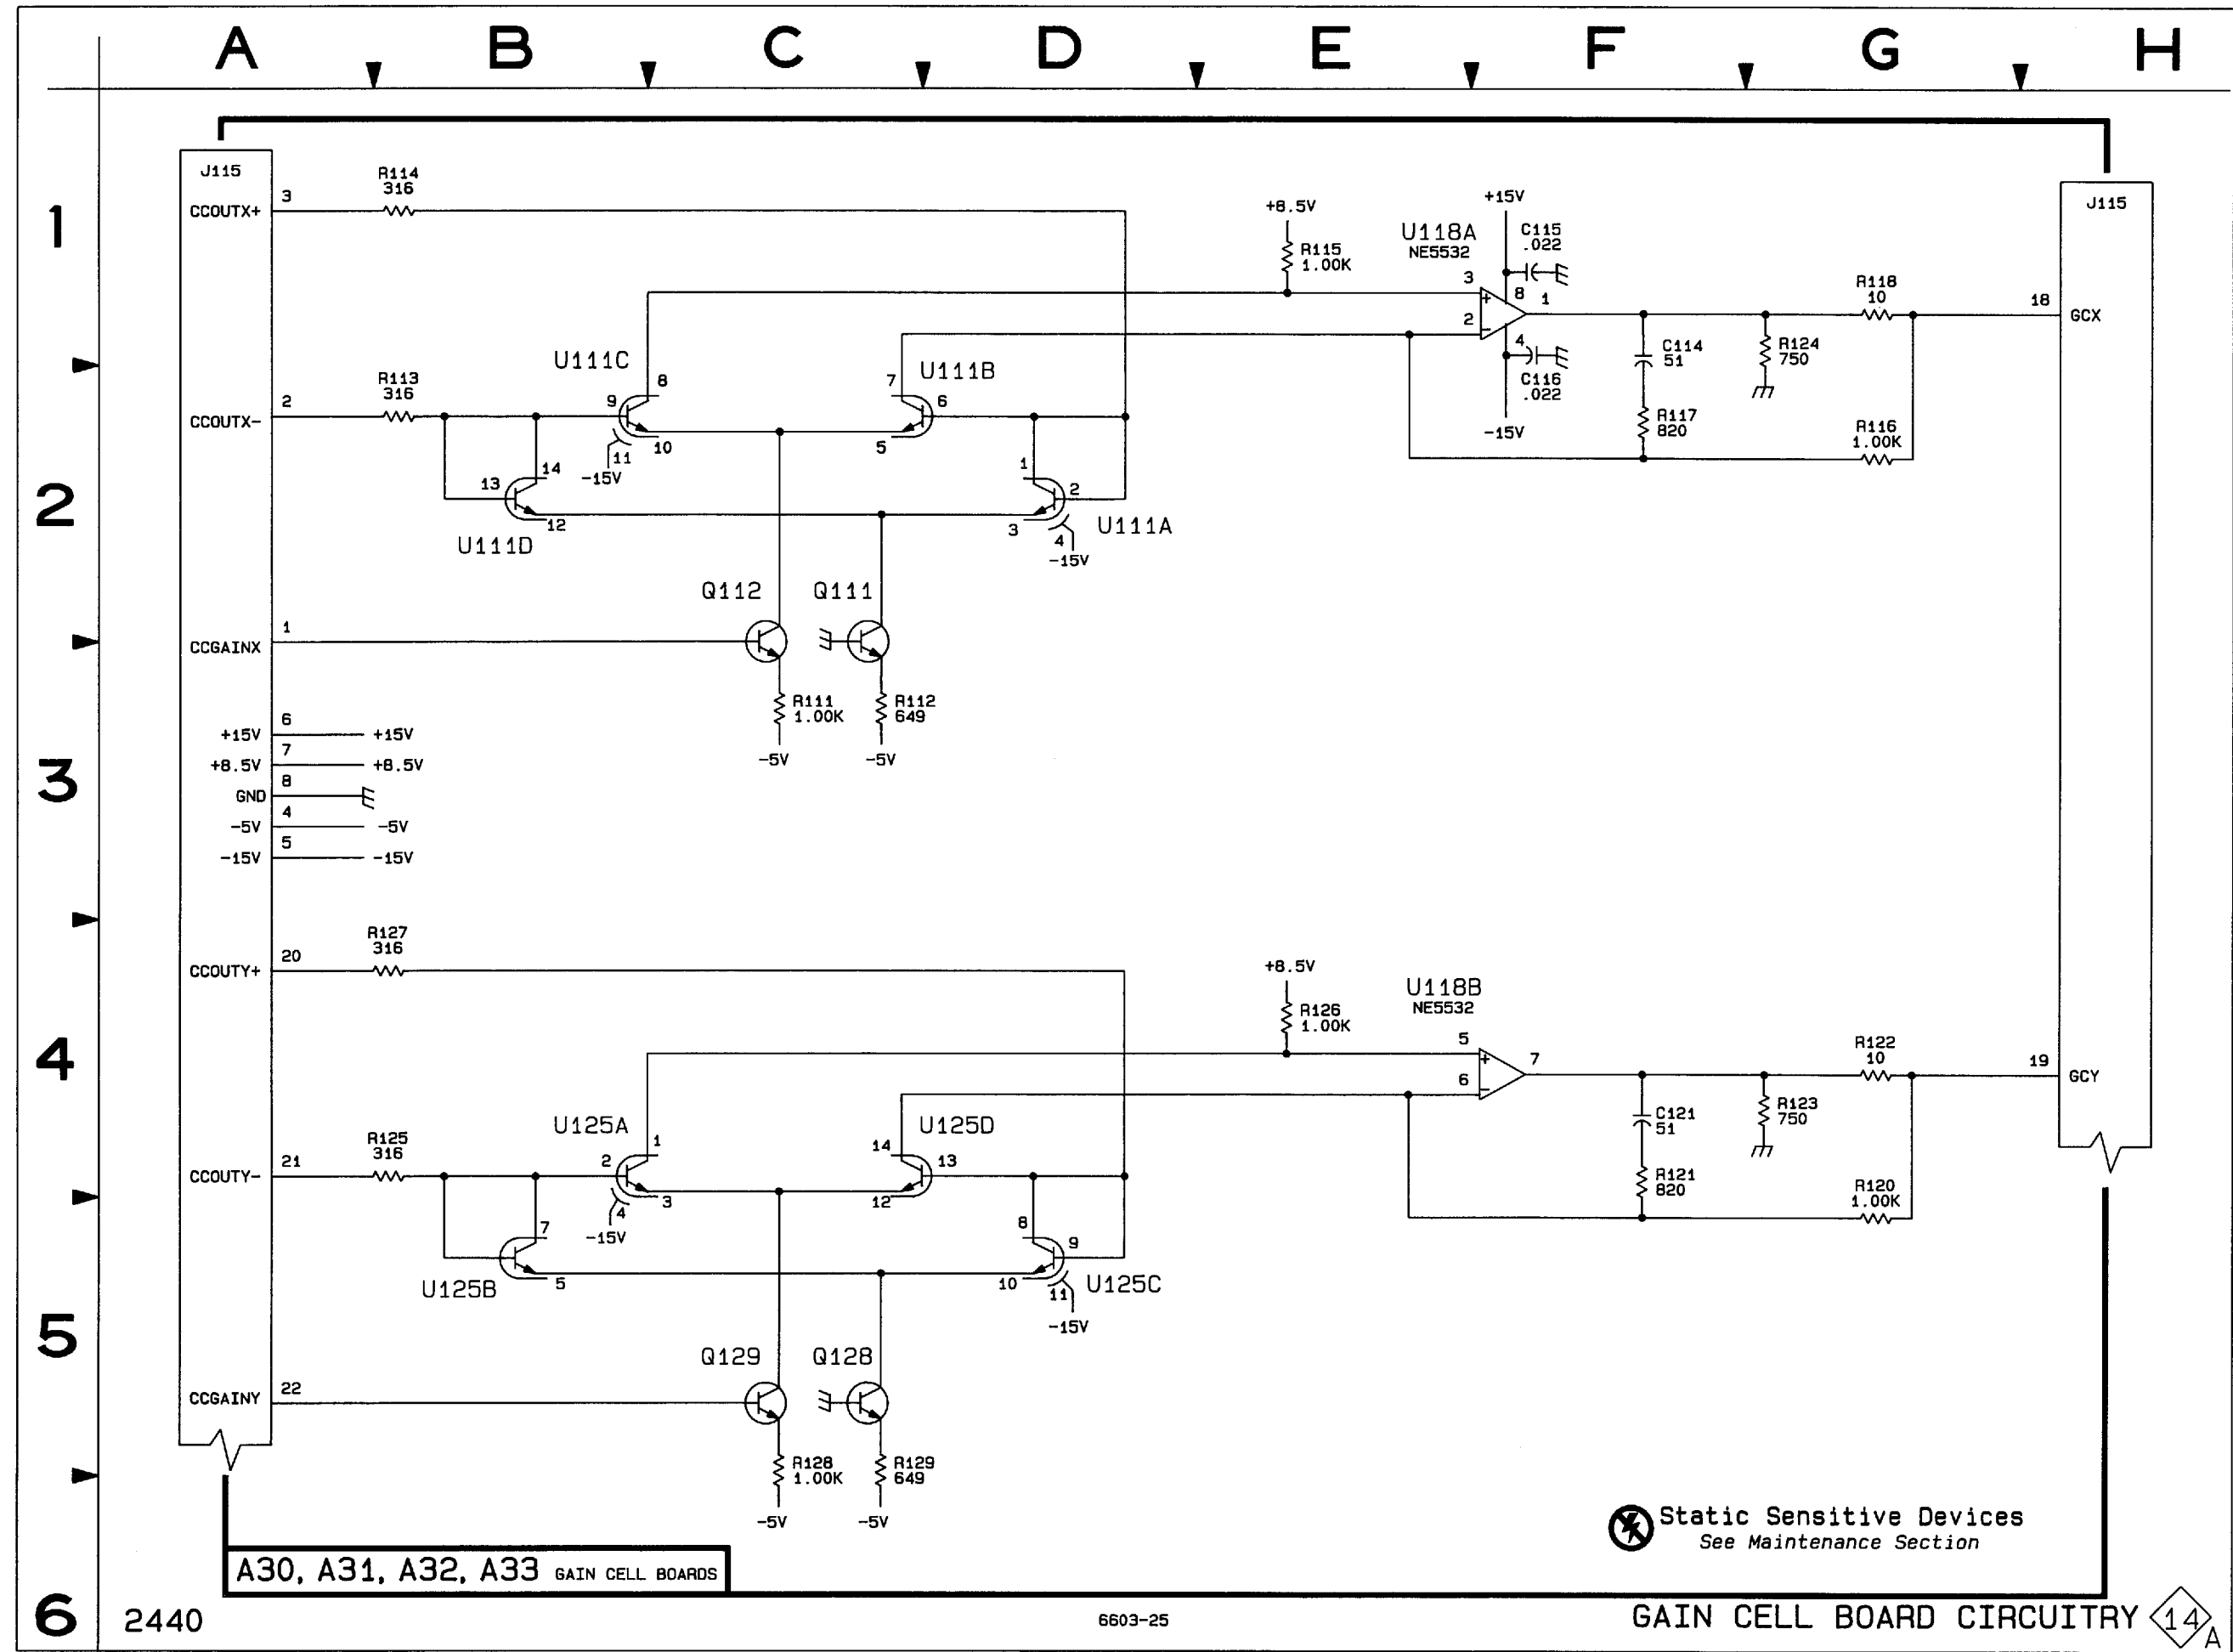 A B C D E F G H
1
J115
CCOUTX+
3
R114
316
+8.5V
R115
1.00K
U118A
NE5532
+15V
C115
.022
3
8
1
2
4
C116
.022
-15V
C114
51
R117
820
R124
750
R118
10
R116
1.00K
18
J115
GCX
CCOUTX-
2
R113
316
U111C
8
9
10
11
-15V
7
U111B
6
5
2
14
13
12
U111D
1
2
3
4
-15V
U111A
Q112
Q111
CCGAINX
1
R111
1.00K
-5V
R112
649
-5V
3
+15V
6
+15V
+8.5V
7
+8.5V
GND
8
-5V
4
-5V
-15V
5
-15V
4
CCOUTY+
20
R127
316
+8.5V
R126
1.00K
U118B
NE5532
5
7
6
C121
51
R121
820
R123
750
R122
10
R120
1.00K
19
GCY
CCOUTY-
21
R125
316
U125A
1
2
3
4
-15V
U125D
14
13
12
7
U125B
5
8
9
10
11
U125C
-15V
5
Q129
Q128
CCGAINY
22
R128
1.00K
-5V
R129
649
-5V
Static Sensitive Devices
See Maintenance Section
A30, A31, A32, A33 GAIN CELL BOARDS
6
2440
6603-25
GAIN CELL BOARD CIRCUITRY 14 A